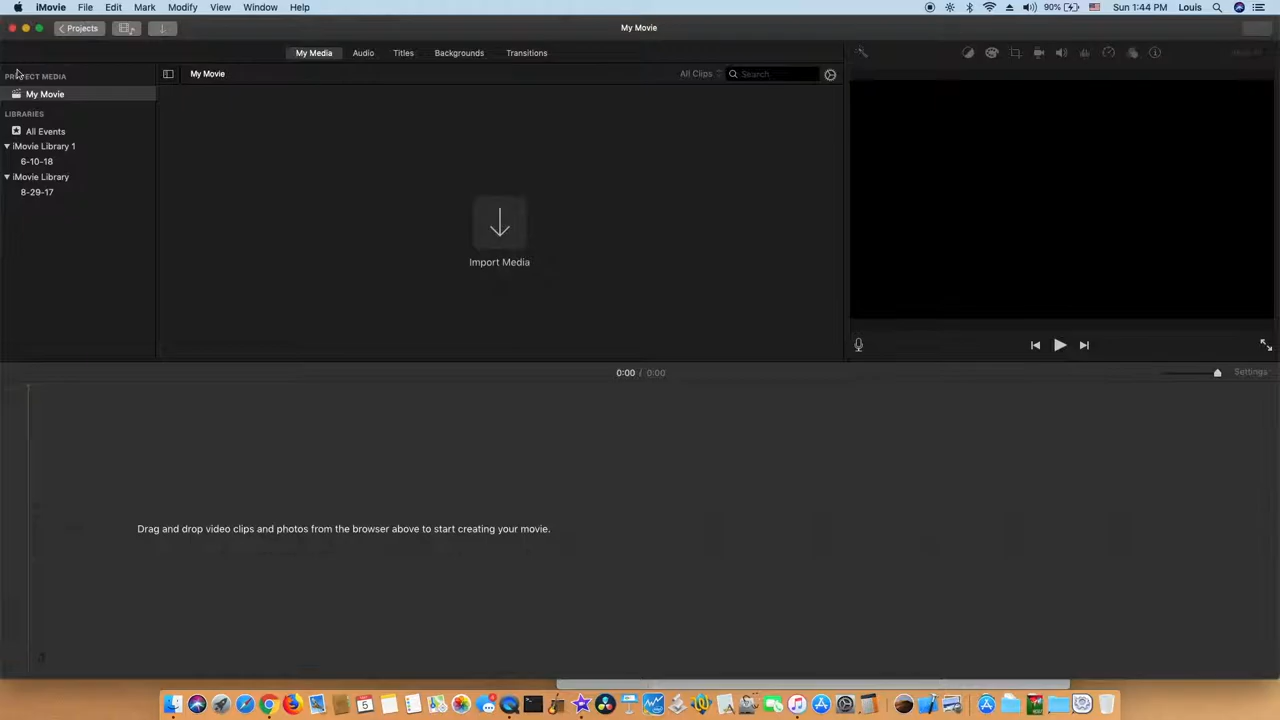 iMovie File Edit Mark Modify View Window Help 90% Sun 1:44 PM Louis
Projects My Movie
My Media Audio Titles Backgrounds Transitions
PROJECT MEDIA My Movie All Clips Search
My Movie
LIBRARIES
All Events
iMovie Library 1
6-10-18
iMovie Library
8-29-17
Import Media
0:00 / 0:00 Settings
Drag and drop video clips and photos from the browser above to start creating your movie.